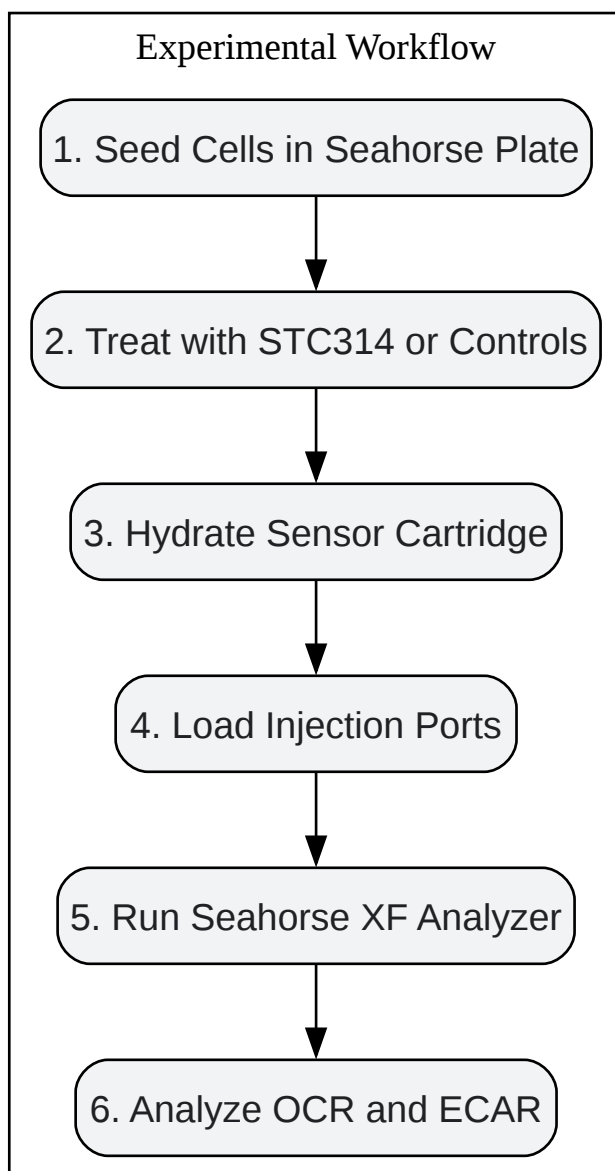 Experimental Workflow
1. Seed Cells in Seahorse Plate
2. Treat with STC314 or Controls
3. Hydrate Sensor Cartridge
4. Load Injection Ports
5. Run Seahorse XF Analyzer
6. Analyze OCR and ECAR